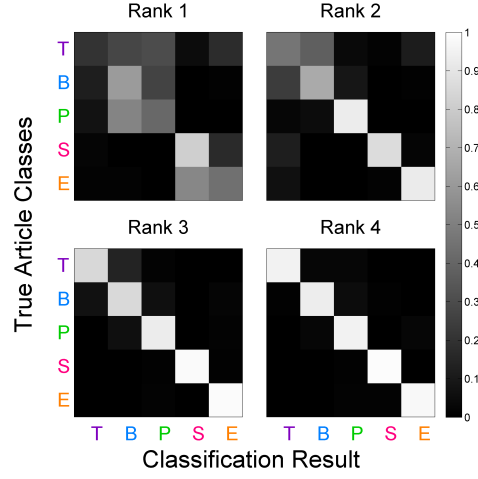 Rank 1
Rank 2
True Article Classes
T
B
P
S
E
1
0.9
0.8
0.7
0.6
0.5
0.4
0.3
0.2
0.1
0
Rank 3
Rank 4
T
B
P
S
E
T B P S E
T B P S E
Classification Result